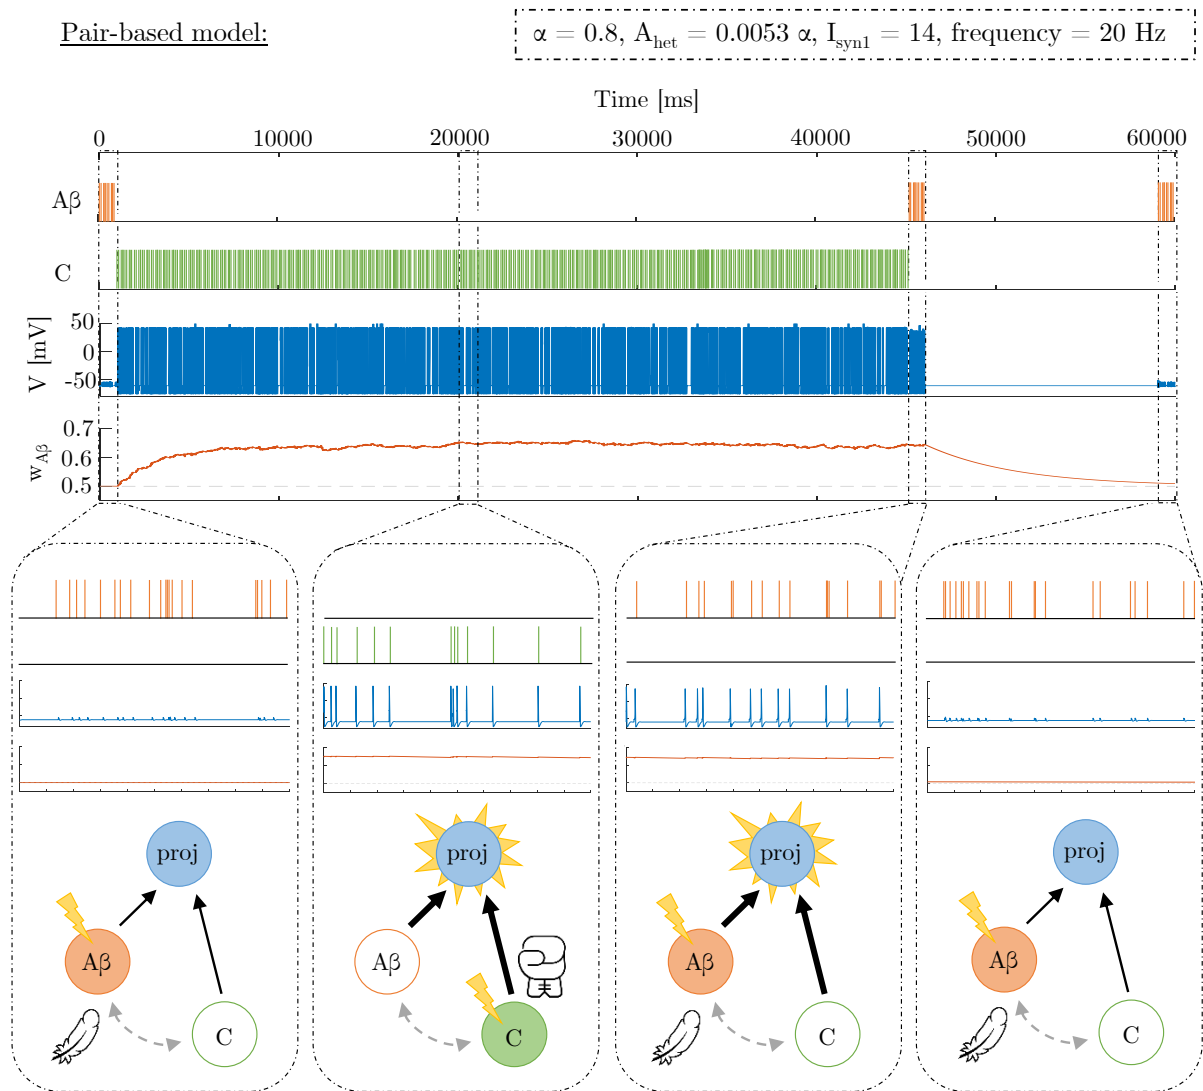 Pair-based model:
α = 0.8, A_het = 0.0053 α, I_syn1 = 14, frequency = 20 Hz
Time [ms]
0 10000 20000 30000 40000 50000 60000
Aβ
C
V [mV]
50
0
-50
w_Aβ
0.7
0.6
0.5
proj
Aβ
C
proj
Aβ
C
proj
Aβ
C
proj
Aβ
C